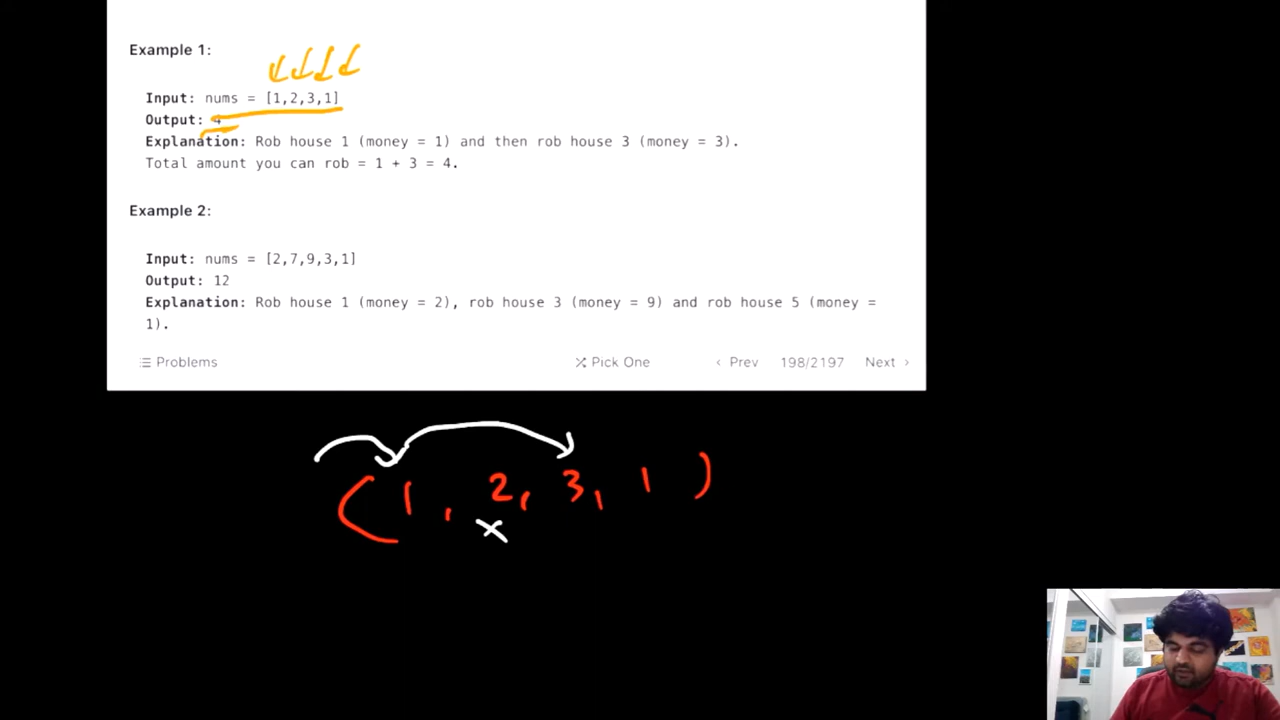 Example 1:
Input: nums = [1,2,3,1]
Output: 4
Explanation: Rob house 1 (money = 1) and then rob house 3 (money = 3).
Total amount you can rob = 1 + 3 = 4.
Example 2:
Input: nums = [2,7,9,3,1]
Output: 12
Explanation: Rob house 1 (money = 2), rob house 3 (money = 9) and rob house 5 (money =
1).
Problems Pick One < Prev 198/2197 Next >
(1, 2, 3, 1)
x